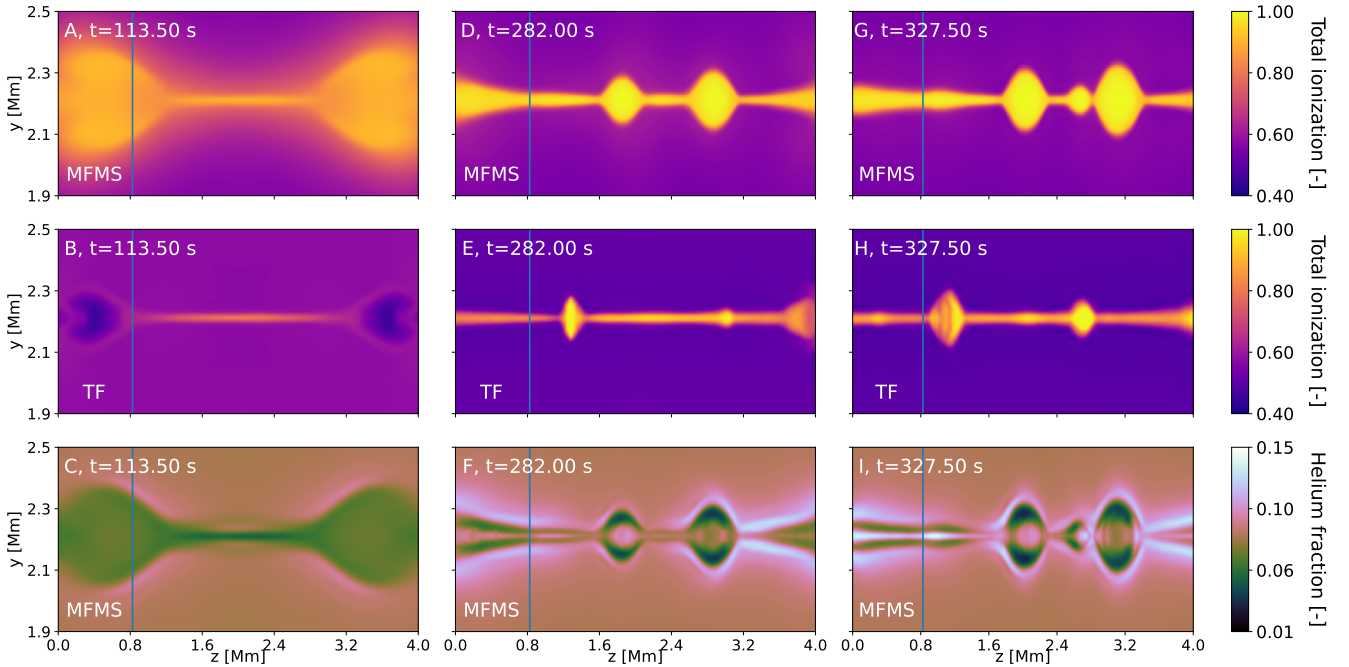 2.5
2.3
2.1
1.9
y [Mm]
A, t=113.50 s
MFMS
D, t=282.00 s
MFMS
G, t=327.50 s
MFMS
1.00
0.80
0.60
0.40
Total ionization [-]
2.5
2.3
2.1
1.9
y [Mm]
B, t=113.50 s
TF
E, t=282.00 s
TF
H, t=327.50 s
TF
1.00
0.80
0.60
0.40
Total ionization [-]
2.5
2.3
2.1
1.9
y [Mm]
C, t=113.50 s
MFMS
F, t=282.00 s
MFMS
I, t=327.50 s
MFMS
0.15
0.10
0.06
0.01
Helium fraction [-]
0.0 0.8 1.6 2.4 3.2 4.0
z [Mm]
0.0 0.8 1.6 2.4 3.2 4.0
z [Mm]
0.0 0.8 1.6 2.4 3.2 4.0
z [Mm]